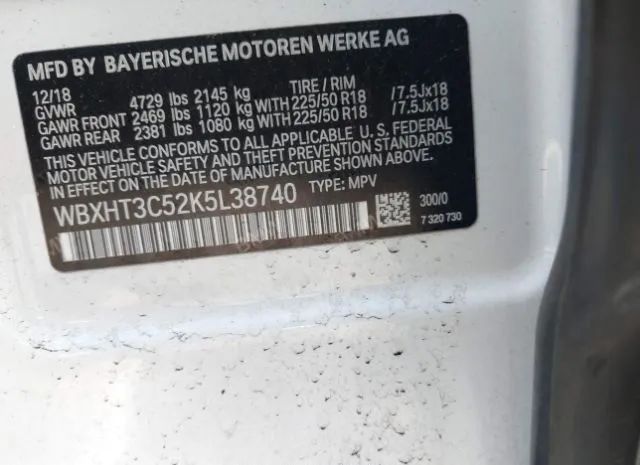 MFD BY BAYERISCHE MOTOREN WERKE AG
12/18 TIRE / RIM
GVWR 4729 lbs 2145 kg
GAWR FRONT 2469 lbs 1120 kg WITH 225/50 R18 / 7.5Jx18
GAWR REAR 2381 lbs 1080 kg WITH 225/50 R18 / 7.5Jx18
THIS VEHICLE CONFORMS TO ALL APPLICABLE U. S. FEDERAL
MOTOR VEHICLE SAFETY AND THEFT PREVENTION STANDARDS
IN EFFECT ON THE DATE OF MANUFACTURE SHOWN ABOVE.
WBXHT3C52K5L38740 TYPE: MPV
300/0
7 320 730